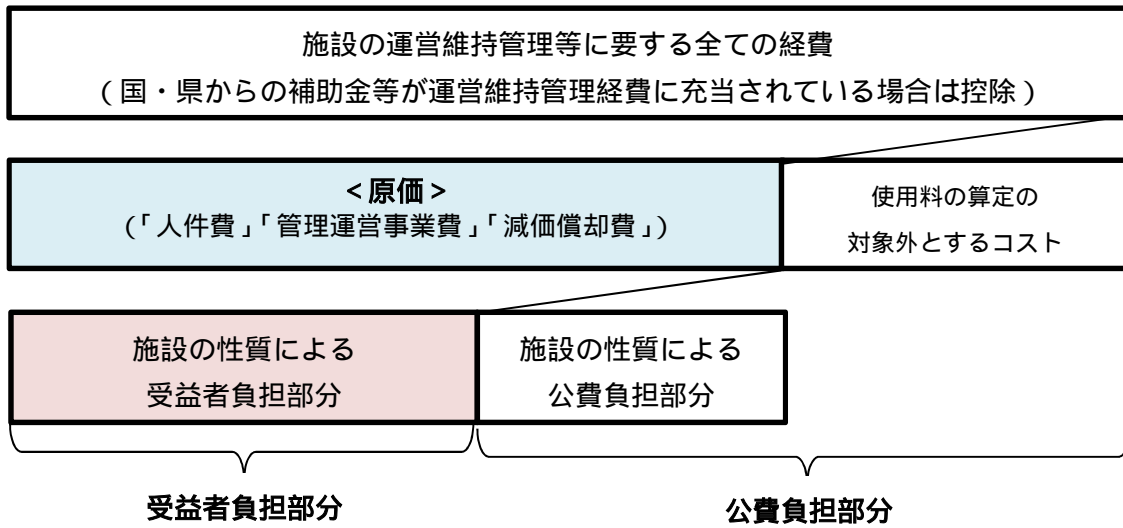 施設の運営維持管理等に要する全ての経費
(国・県からの補助金等が運営維持管理経費に充当されている場合は控除)
<原価>
(「人件費」「管理運営事業費」「減価償却費」)
使用料の算定の
対象外とするコスト
施設の性質による
受益者負担部分
施設の性質による
公費負担部分
受益者負担部分
公費負担部分